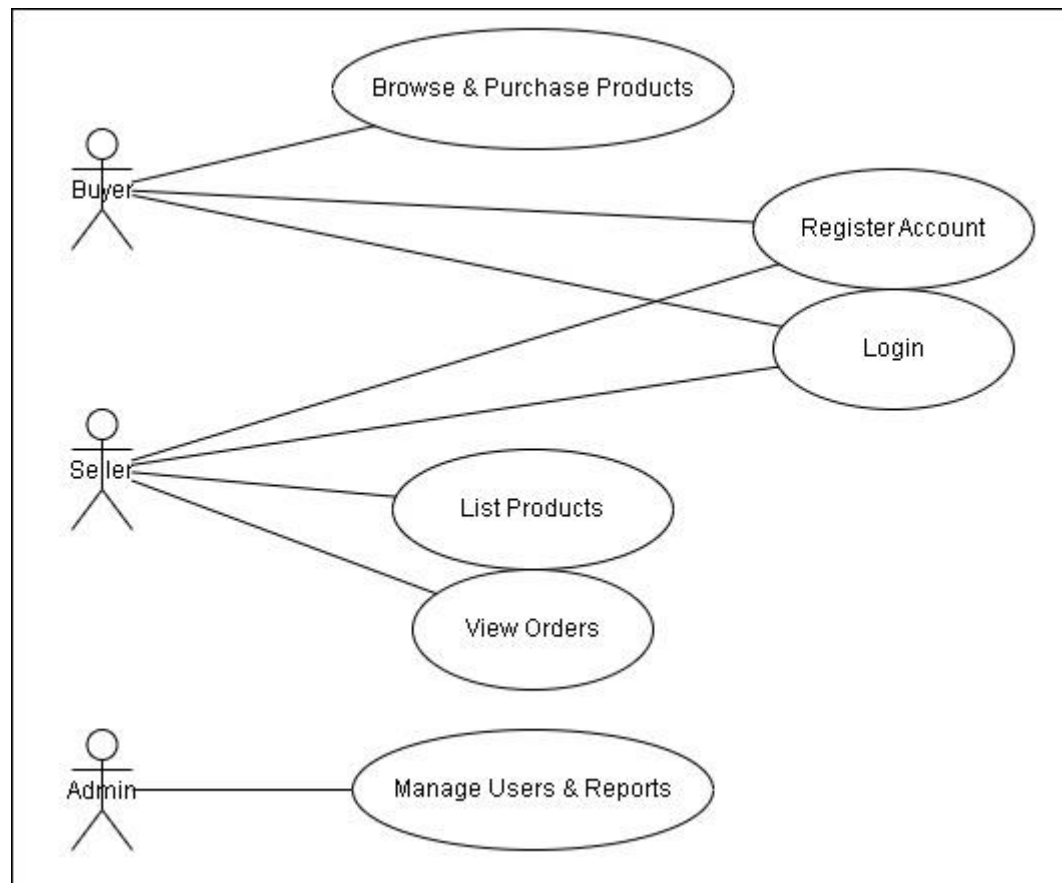 Browse & Purchase Products
Buyer
Register Account
Login
Seller
List Products
View Orders
Admin
Manage Users & Reports